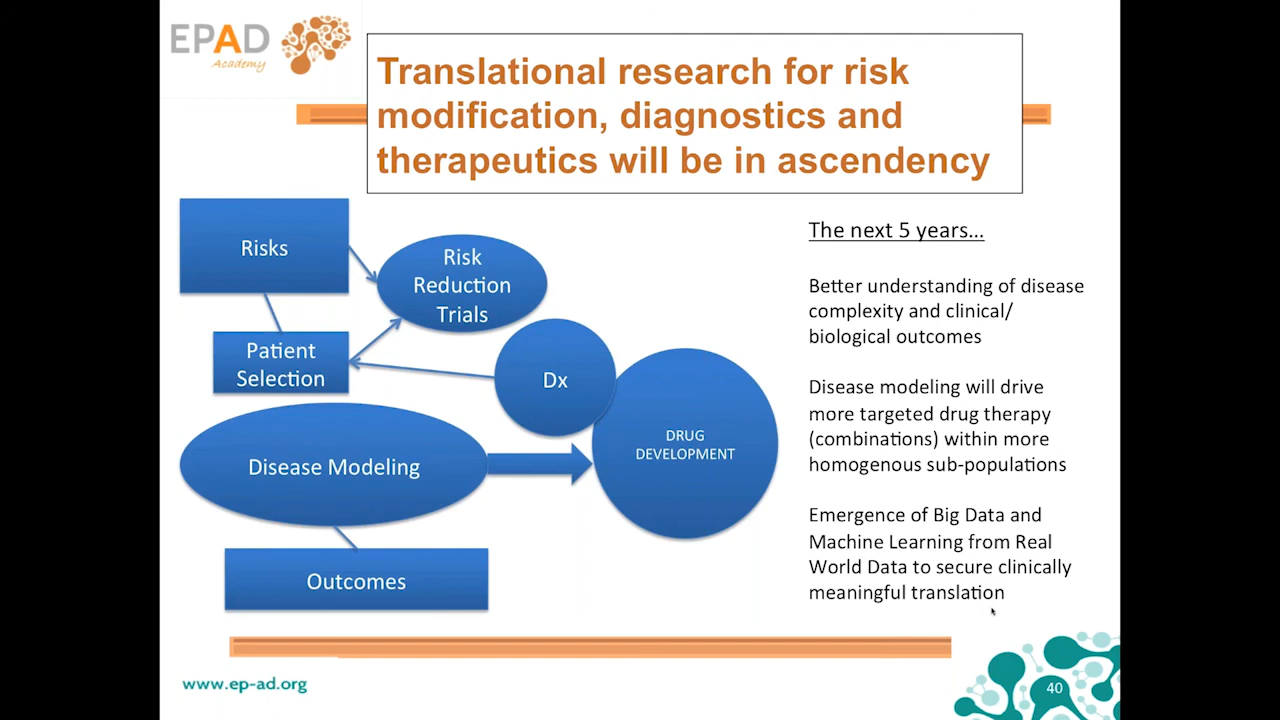 EPAD
Academy
Translational research for risk
modification, diagnostics and
therapeutics will be in ascendency
Risks
Risk
Reduction
Trials
Patient
Selection
Dx
DRUG
DEVELOPMENT
Disease Modeling
Outcomes
The next 5 years...
Better understanding of disease
complexity and clinical/
biological outcomes
Disease modeling will drive
more targeted drug therapy
(combinations) within more
homogenous sub-populations
Emergence of Big Data and
Machine Learning from Real
World Data to secure clinically
meaningful translation
www.ep-ad.org
40